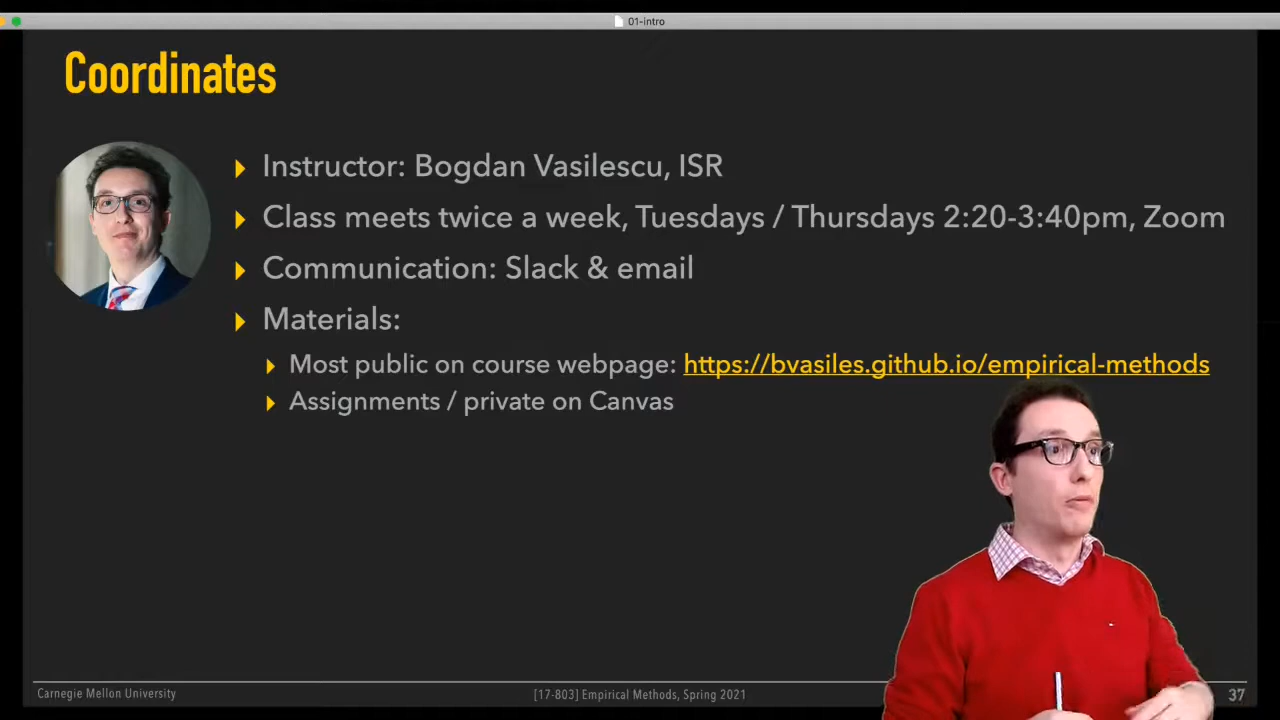 01-intro
Coordinates
Instructor: Bogdan Vasilescu, ISR
Class meets twice a week, Tuesdays / Thursdays 2:20-3:40pm, Zoom
Communication: Slack & email
Materials:
Most public on course webpage: https://bvasiles.github.io/empirical-methods
Assignments / private on Canvas
Carnegie Mellon University
[17-803] Empirical Methods, Spring 2021
37